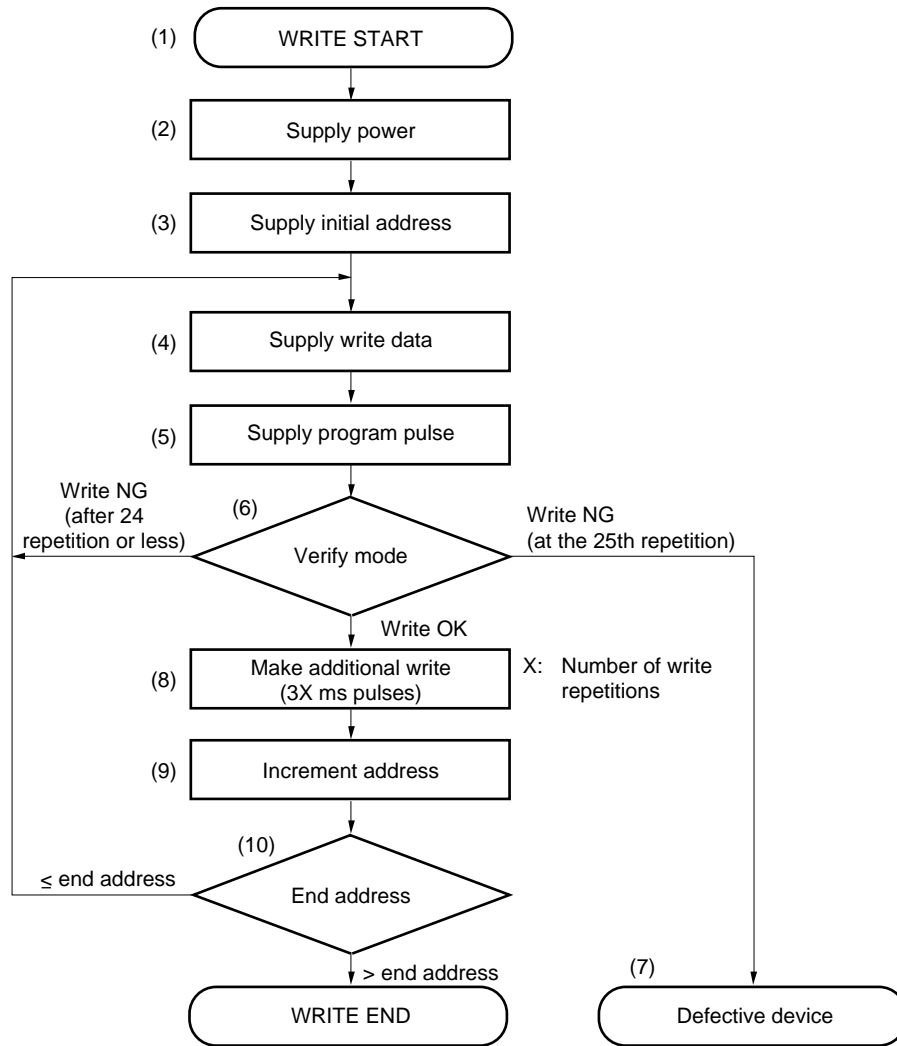 (1) WRITE START
(2) Supply power
(3) Supply initial address
(4) Supply write data
(5) Supply program pulse
Write NG
(after 24
repetition or less)
(6)
Verify mode
Write NG
(at the 25th repetition)
Write OK
(8) Make additional write
(3X ms pulses)
X: Number of write
repetitions
(9) Increment address
(10)
≤ end address
End address
> end address
WRITE END
(7)
Defective device